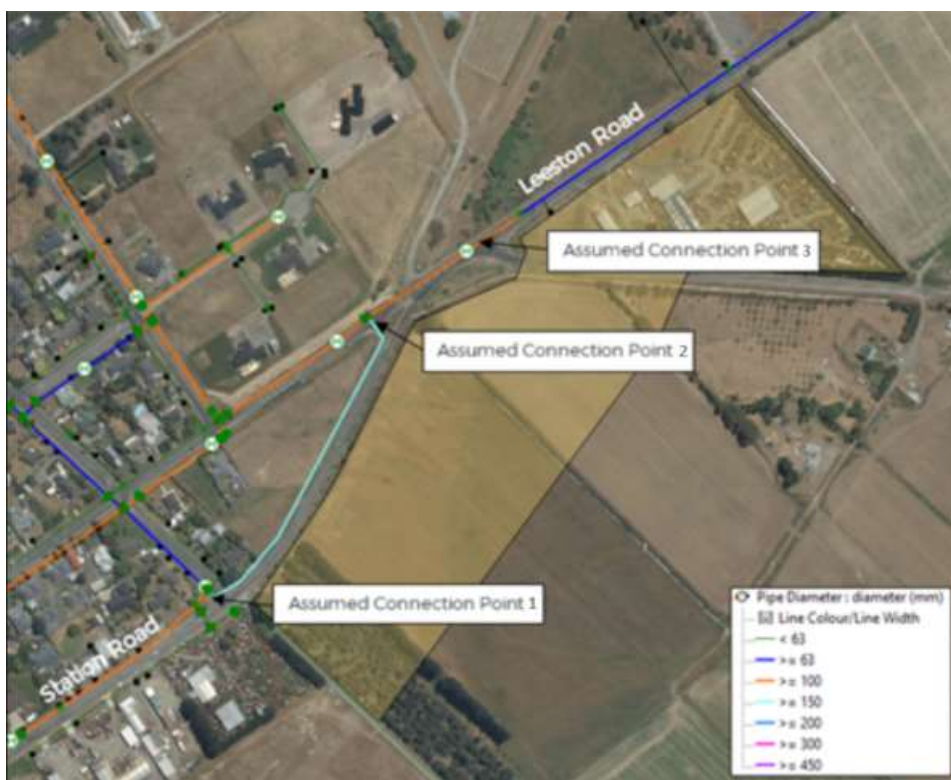 Leeston Road
Assumed Connection Point 3
Assumed Connection Point 2
Assumed Connection Point 1
Station Road
Pipe Diameter : diameter (mm)
Line Colour/Line Width
< 63
>= 63
>= 100
>= 150
>= 200
>= 300
>= 450